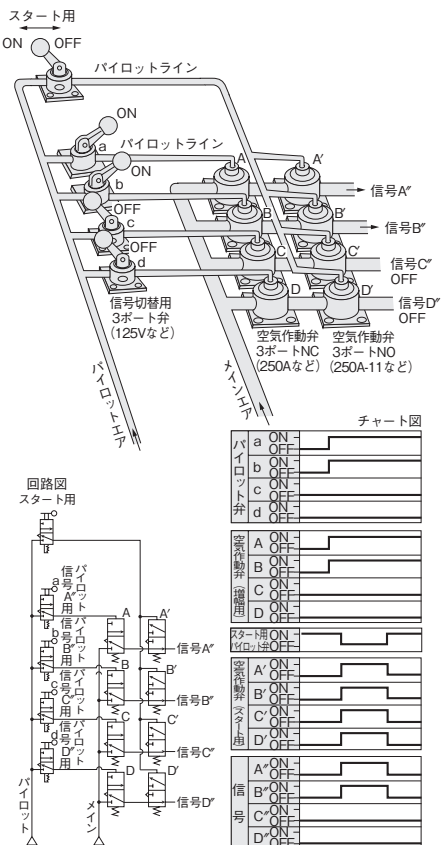 スタート用
ON OFF
パイロットライン
ON
a
パイロットライン
ON
b
OFF
c
OFF
d
A
A′
信号A″
B
B′
信号B″
C
C′
信号C″
OFF
D
D′
信号D″
OFF
信号切替用
3ポート弁
(125Vなど)
空気作動弁
3ポートNC
(250Aなど)
空気作動弁
3ポートNO
(250A-11など)
パイロットエア
メインエア
回路図
スタート用
a パイロット信号A″用
b パイロット信号B″用
c パイロット信号C″用
d パイロット信号D″用
A
A′
信号A″
B
B′
信号B″
C
C′
信号C″
D
D′
信号D″
パイロット
メイン
チャート図
パイロット弁
a ON OFF
b ON OFF
c ON OFF
d ON OFF
空気作動弁(増幅用)
A ON OFF
B ON OFF
C ON OFF
D ON OFF
スタート用
パイロット弁
ON
OFF
空気作動弁(スタート用)
A′ ON OFF
B′ ON OFF
C′ ON OFF
D′ ON OFF
信号
A″ ON OFF
B″ ON OFF
C″ ON OFF
D″ ON OFF